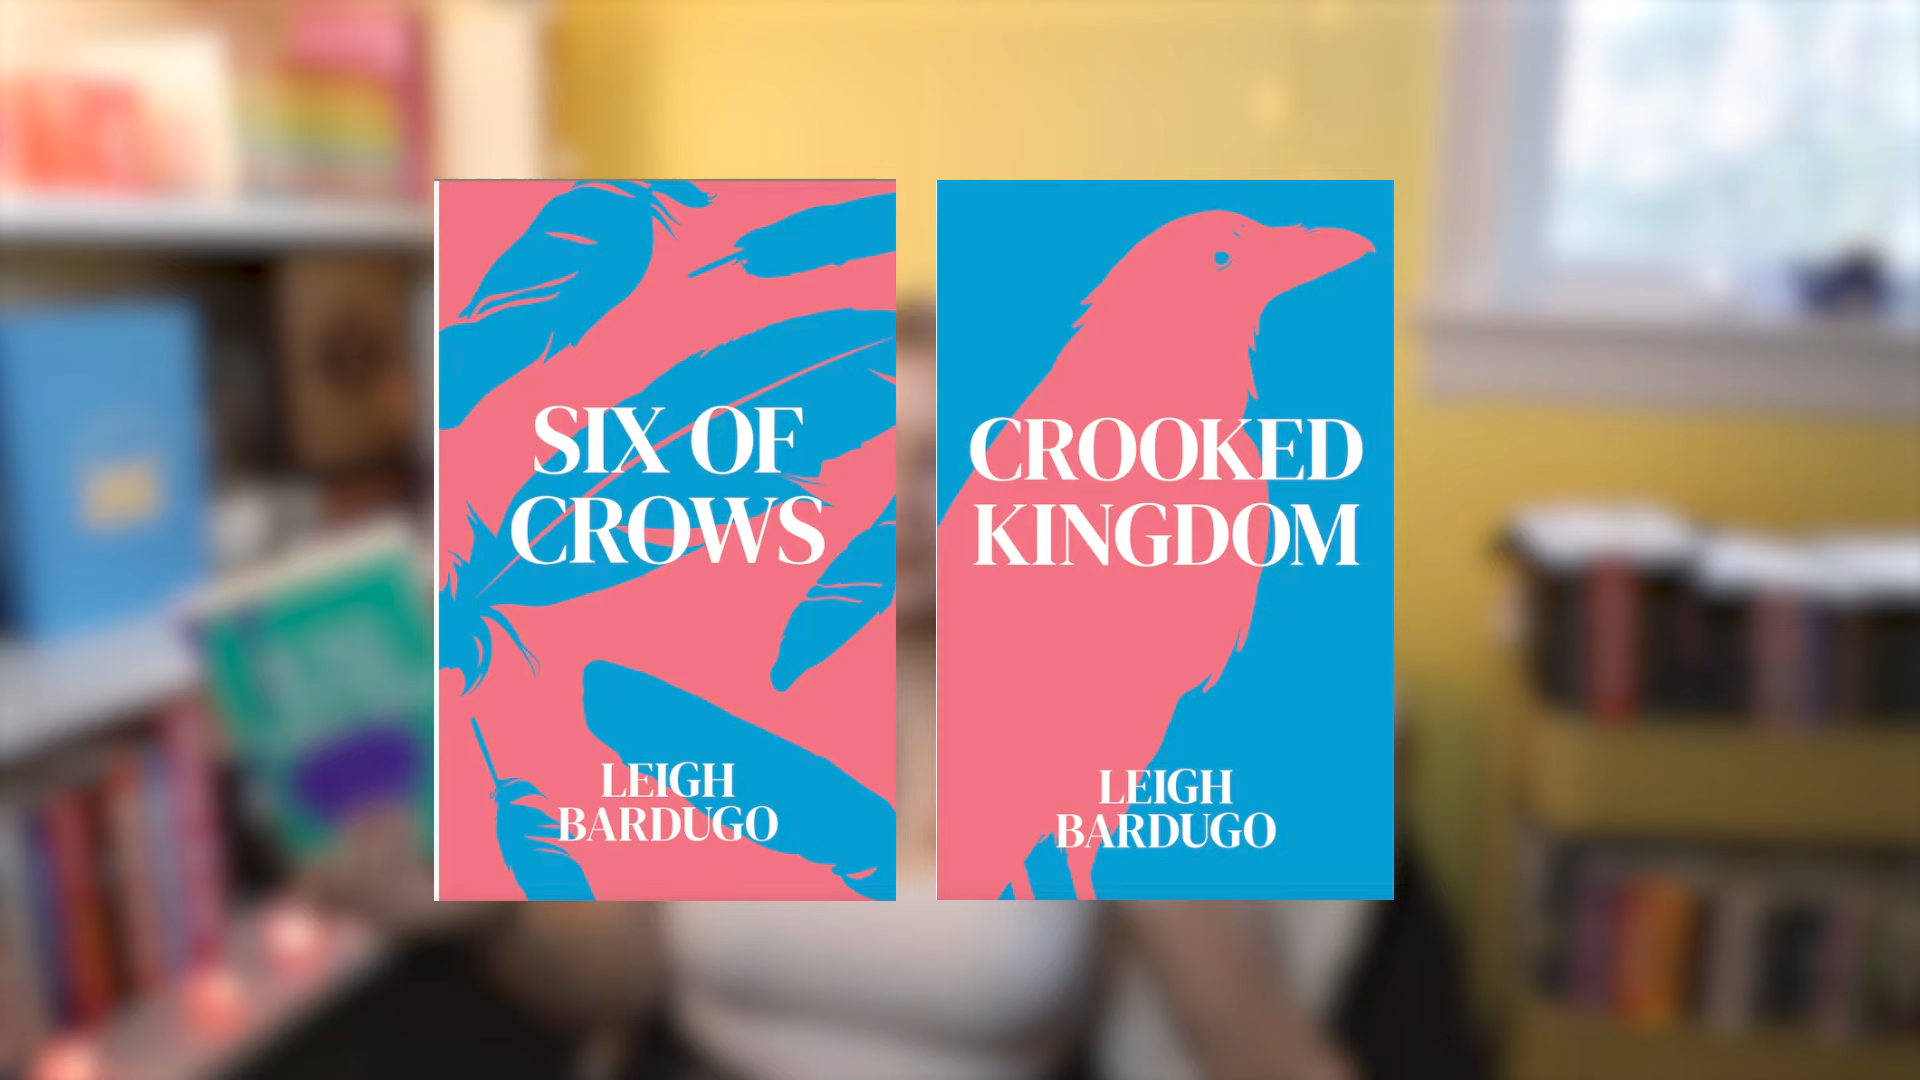 SIX OF
CROWS
LEIGH
BARDUGO
CROOKED
KINGDOM
LEIGH
BARDUGO